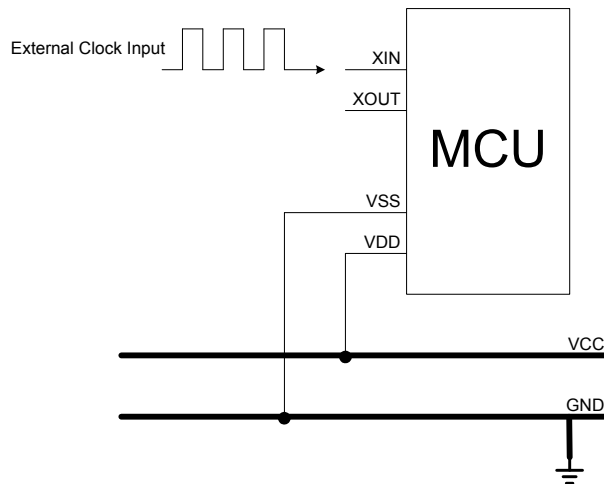 External Clock Input
XIN
XOUT
MCU
VSS
VDD
VCC
GND